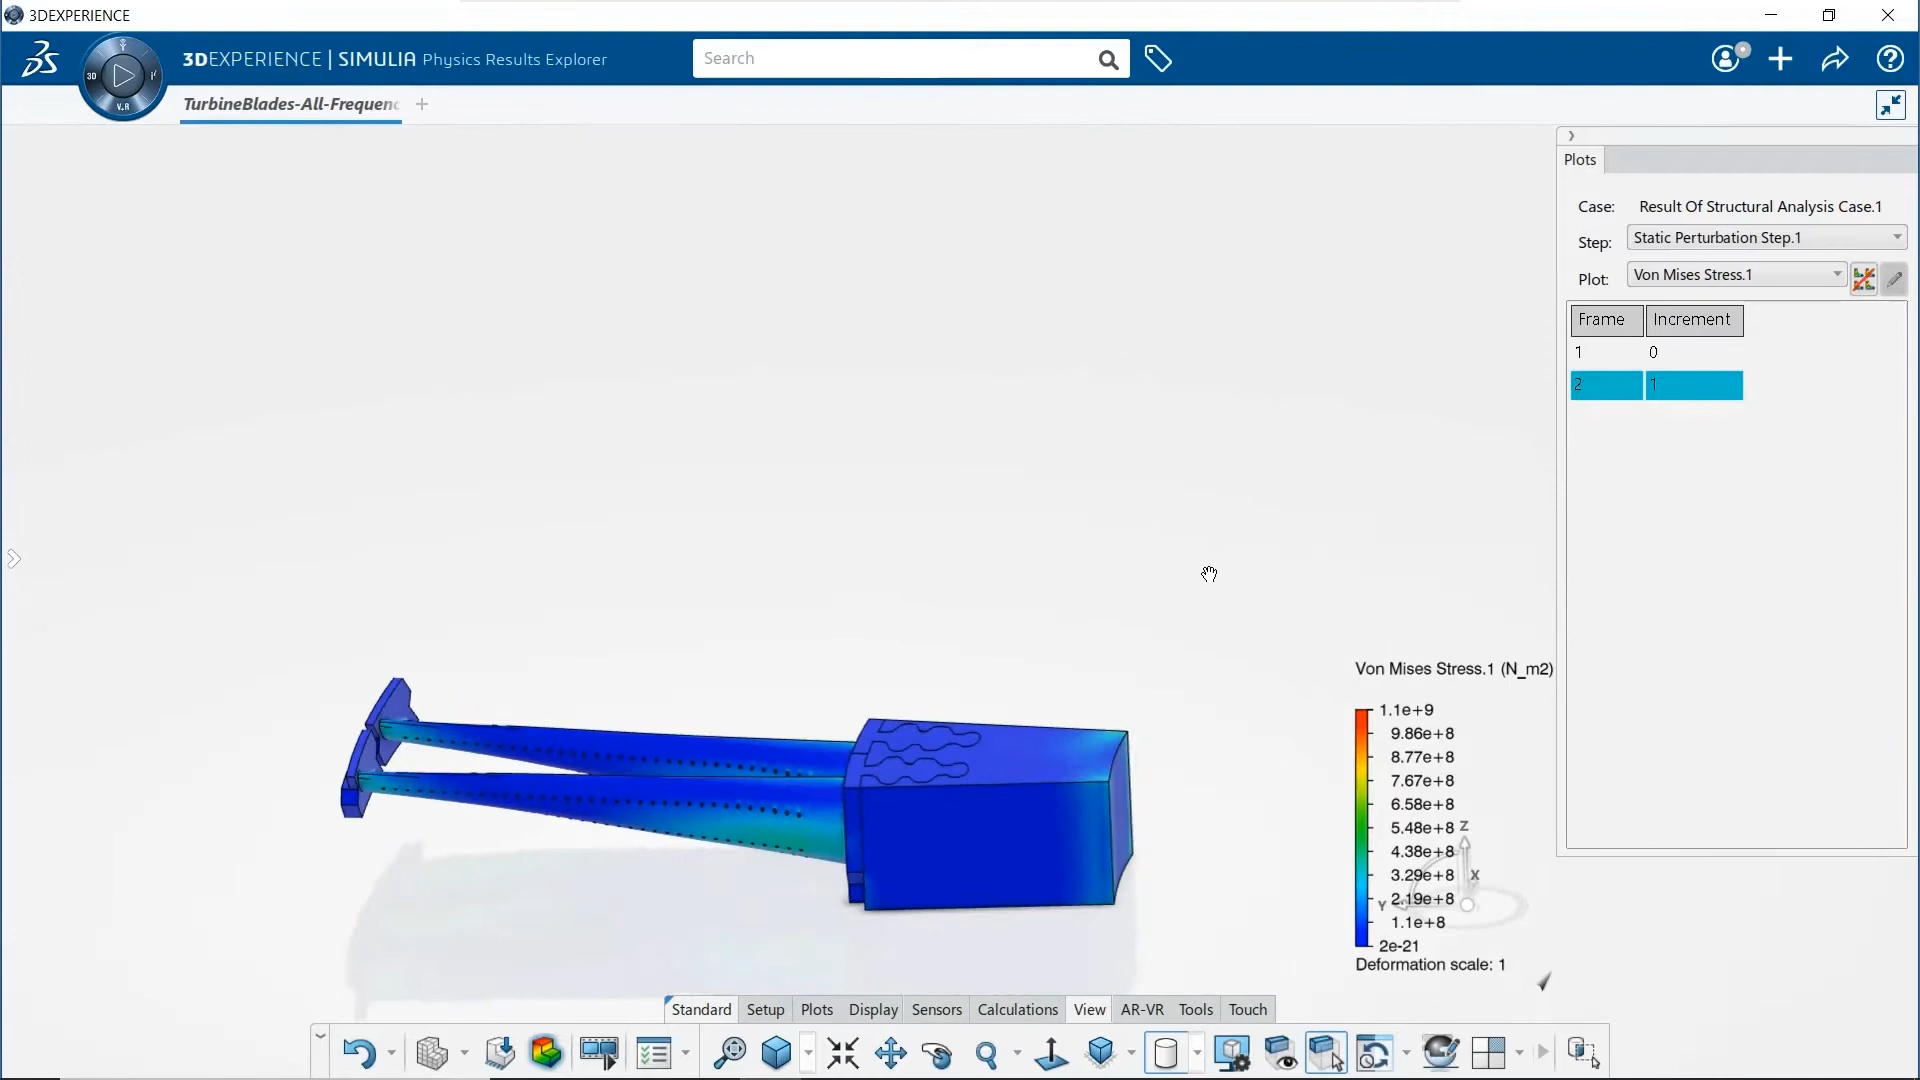 3DEXPERIENCE
3DEXPERIENCE | SIMULIA Physics Results Explorer
Search
3D
V.R
TurbineBlades-All-Frequenc
Plots
Case: Result Of Structural Analysis Case.1
Step: Static Perturbation Step.1
Plot: Von Mises Stress.1
Frame Increment
1 0
2 1
Von Mises Stress.1 (N_m2)
1.1e+9
9.86e+8
8.77e+8
7.67e+8
6.58e+8
5.48e+8
4.38e+8
3.29e+8
2.19e+8
1.1e+8
2e-21
Z
X
Y
Deformation scale: 1
Standard Setup Plots Display Sensors Calculations View AR-VR Tools Touch